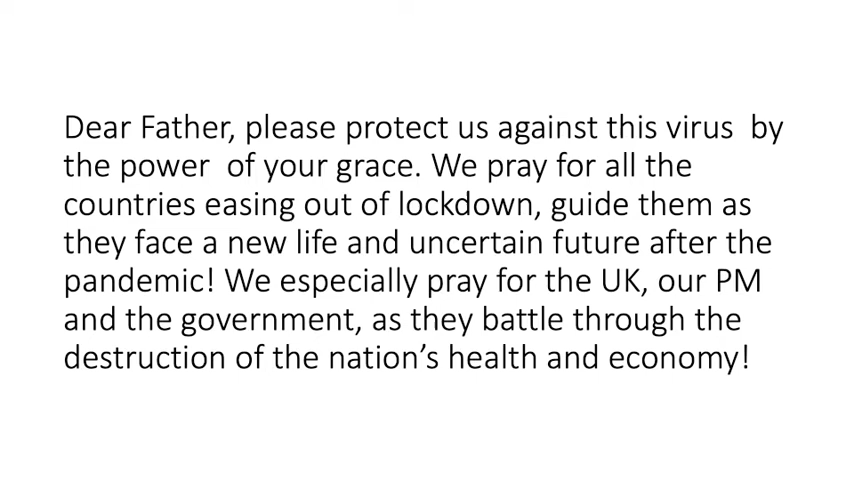 Dear Father, please protect us against this virus  by
the power  of your grace. We pray for all the
countries easing out of lockdown, guide them as
they face a new life and uncertain future after the
pandemic! We especially pray for the UK, our PM
and the government, as they battle through the
destruction of the nation’s health and economy!